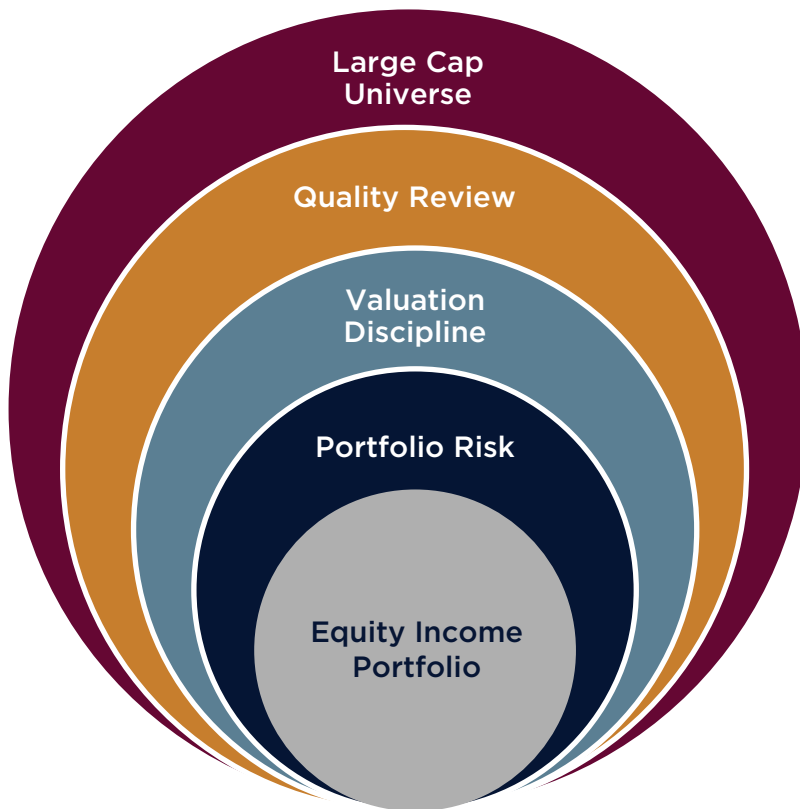 Large Cap
Universe
Quality Review
Valuation
Discipline
Portfolio Risk
Equity Income
Portfolio